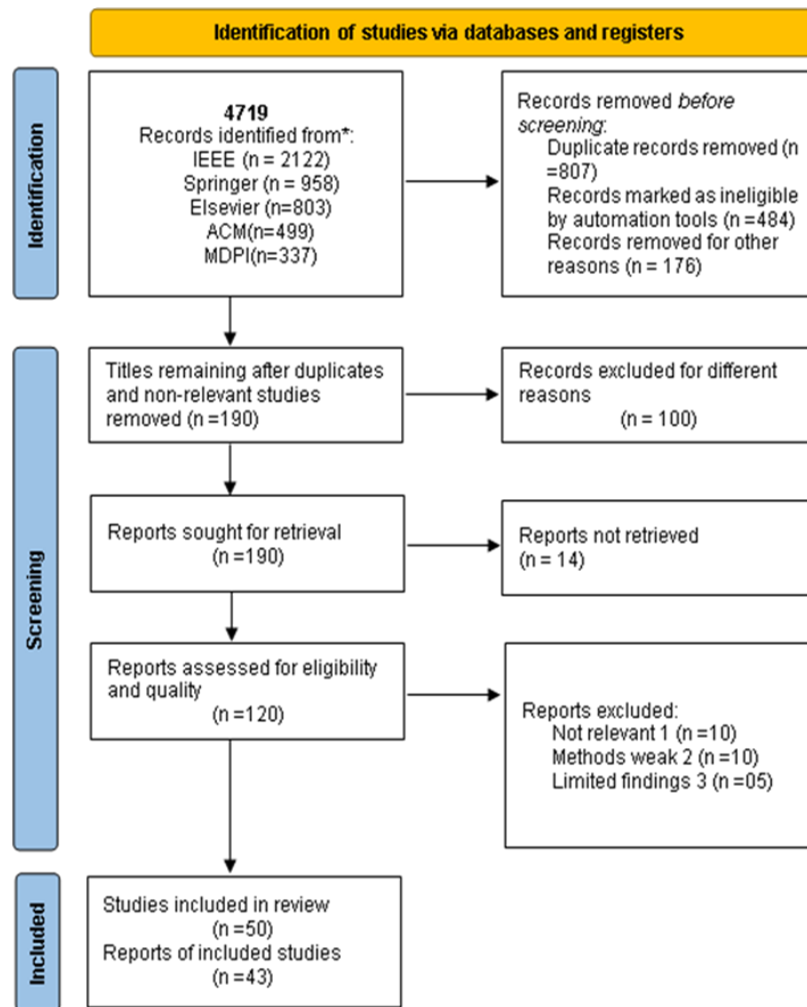 Identification of studies via databases and registers
Identification
4719
Records identified from*:
IEEE (n = 2122)
Springer (n = 958)
Elsevier (n=803)
ACM(n=499)
MDPI(n=337)
Records removed before
screening:
Duplicate records removed (n
=807)
Records marked as ineligible
by automation tools (n =484)
Records removed for other
reasons (n = 176)
Screening
Titles remaining after duplicates
and non-relevant studies
removed (n =190)
Records excluded for different
reasons
(n = 100)
Reports sought for retrieval
(n =190)
Reports not retrieved
(n = 14)
Reports assessed for eligibility
and quality
(n =120)
Reports excluded:
Not relevant 1 (n =10)
Methods weak 2 (n =10)
Limited findings 3 (n =05)
Included
Studies included in review
(n =50)
Reports of included studies
(n =43)